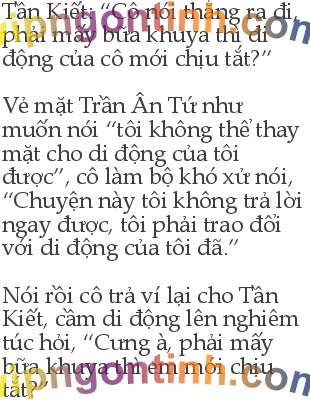 Tần Kiết: “Cô nói thẳng ra đi,
phải mấy bữa khuya thì di
động của cô mới chịu tắt?”
Vẻ mặt Trần Ân Tứ như
muốn nói “tôi không thể thay
mặt cho di động của tôi
được”, cô làm bộ khó xử nói,
“Chuyện này tôi không trả lời
ngay được, tôi phải trao đổi
với di động của tôi đã.”
Nói rồi cô trả ví lại cho Tần
Kiết, cầm di động lên nghiêm
túc hỏi, “Cưng à, phải mấy
bữa khuya thì em mới chịu
tắt?”
vipngontinh.com
vipngontinh.com